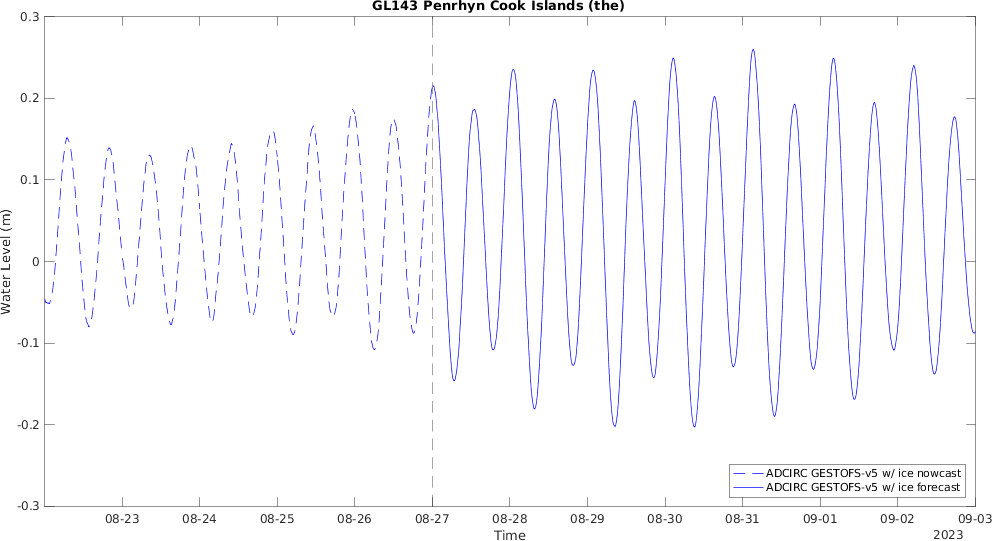 GL143 Penrhyn Cook Islands (the)
0.3
0.2
0.1
0
-0.1
-0.2
-0.3
Water Level (m)
ADCIRC GESTOFS-v5 w/ ice nowcast
ADCIRC GESTOFS-v5 w/ ice forecast
08-23 08-24 08-25 08-26 08-27 08-28 08-29 08-30 08-31 09-01 09-02 09-03
Time
2023